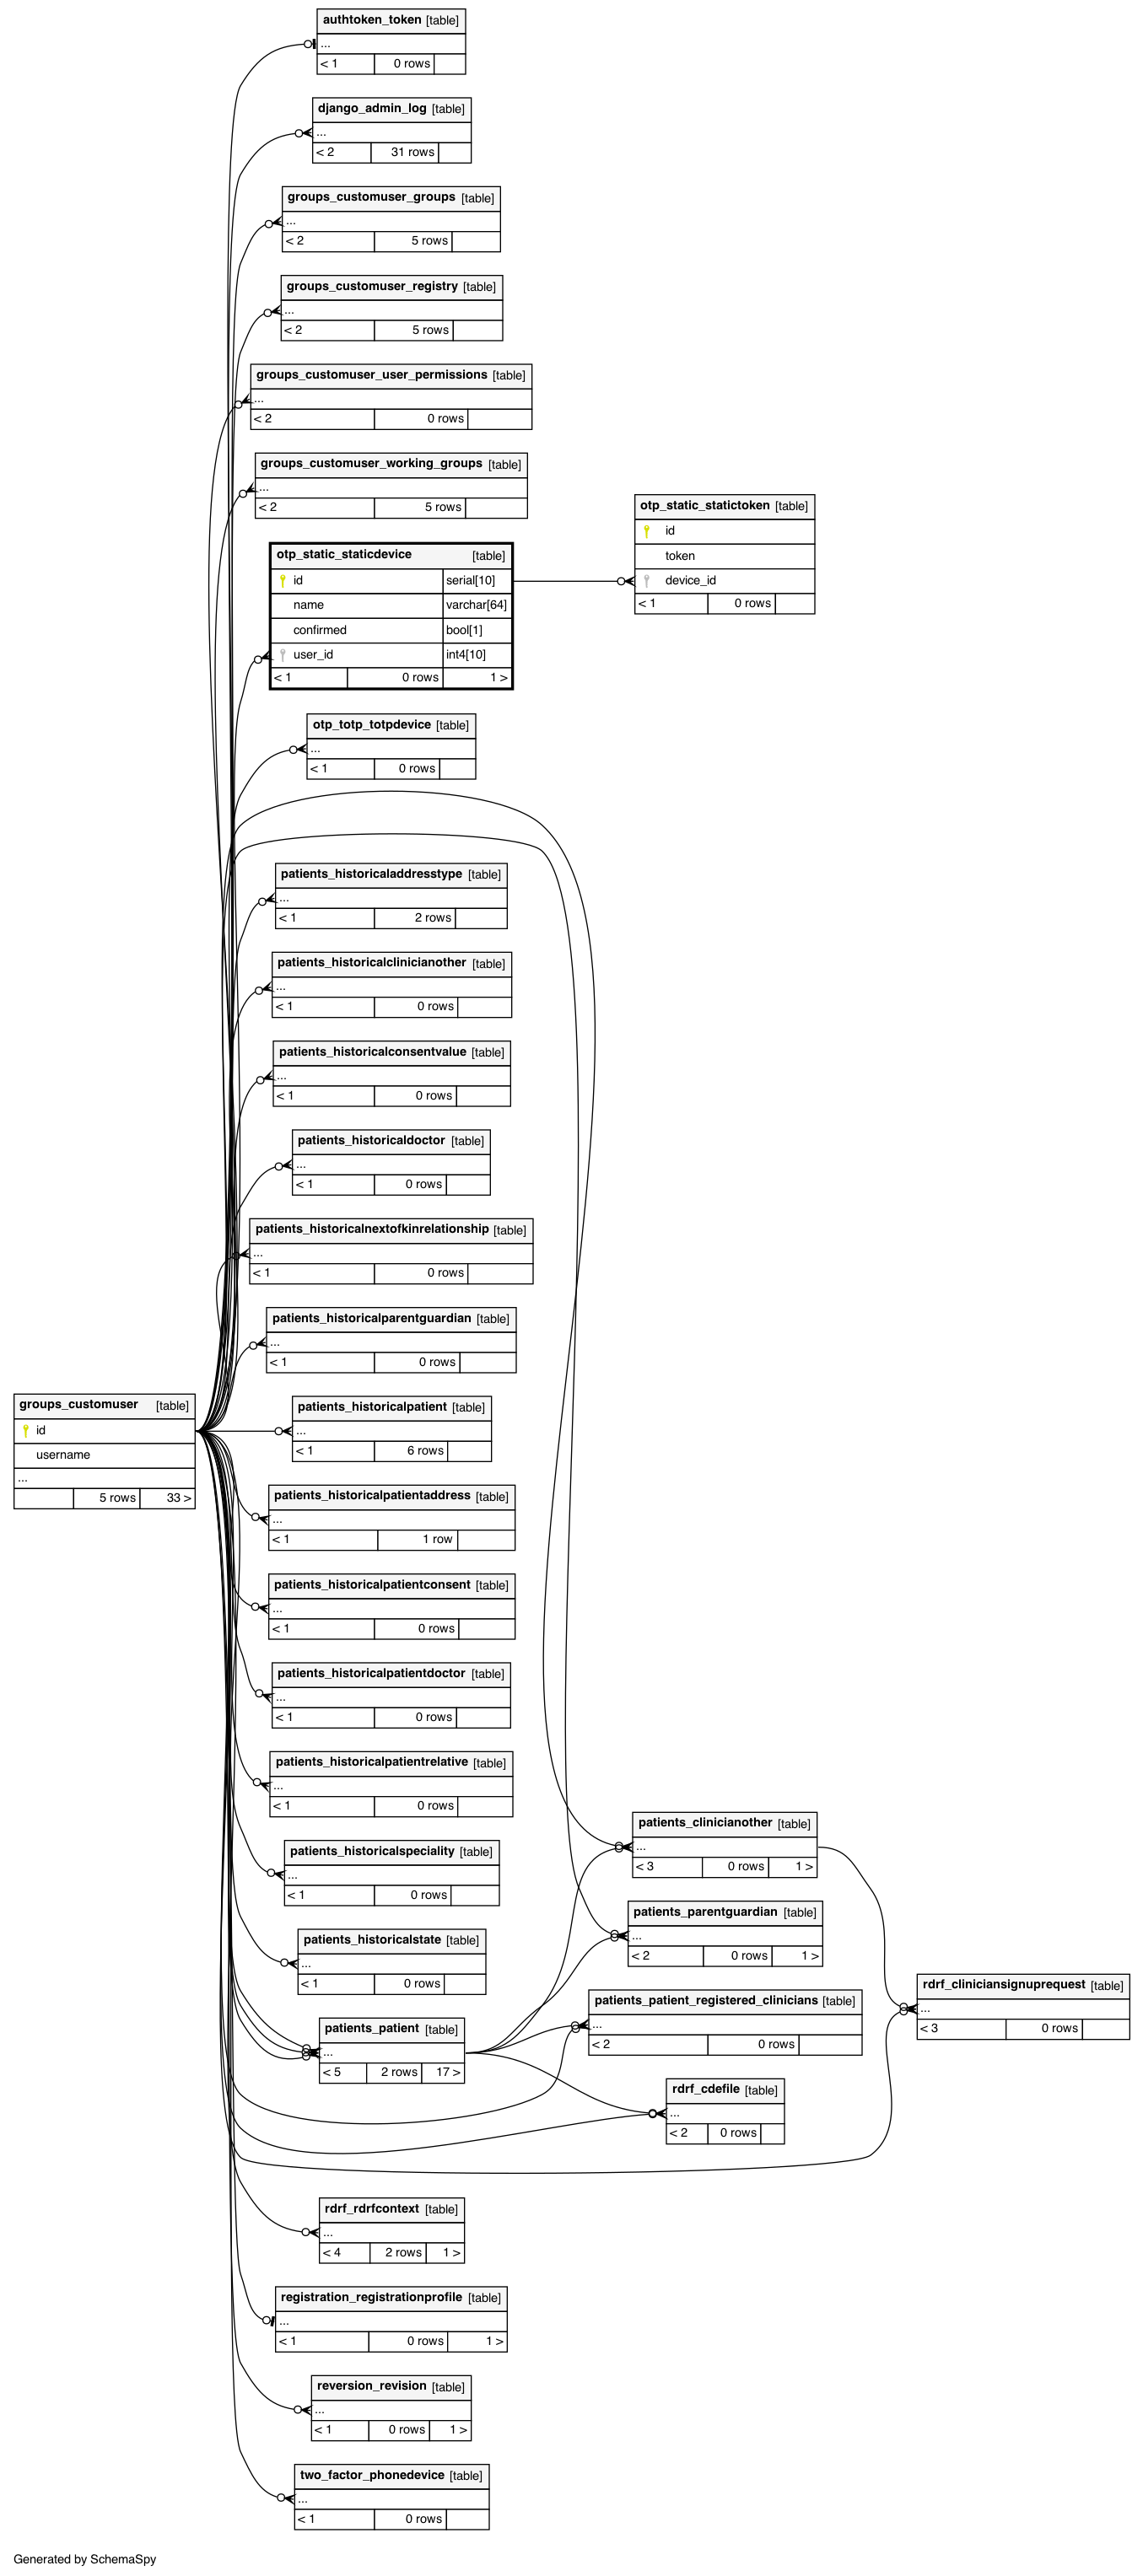 authtoken_token [table]
...
< 1 0 rows
django_admin_log [table]
...
< 2 31 rows
groups_customuser_groups [table]
...
< 2 5 rows
groups_customuser_registry [table]
...
< 2 5 rows
groups_customuser_user_permissions [table]
...
< 2 0 rows
groups_customuser_working_groups [table]
...
< 2 5 rows
otp_static_statictoken [table]
id
token
device_id
< 1 0 rows
otp_static_staticdevice [table]
id serial[10]
name varchar[64]
confirmed bool[1]
user_id int4[10]
< 1 0 rows 1 >
otp_totp_totpdevice [table]
...
< 1 0 rows
patients_historicaladdresstype [table]
...
< 1 2 rows
patients_historicalclinicianother [table]
...
< 1 0 rows
patients_historicalconsentvalue [table]
...
< 1 0 rows
patients_historicaldoctor [table]
...
< 1 0 rows
patients_historicalnextofkinrelationship [table]
...
< 1 0 rows
patients_historicalparentguardian [table]
...
< 1 0 rows
groups_customuser [table]
id
username
...
5 rows 33 >
patients_historicalpatient [table]
...
< 1 6 rows
patients_historicalpatientaddress [table]
...
< 1 1 row
patients_historicalpatientconsent [table]
...
< 1 0 rows
patients_historicalpatientdoctor [table]
...
< 1 0 rows
patients_historicalpatientrelative [table]
...
< 1 0 rows
patients_historicalspeciality [table]
...
< 1 0 rows
patients_historicalstate [table]
...
< 1 0 rows
patients_patient [table]
...
< 5 2 rows 17 >
patients_clinicianother [table]
...
< 3 0 rows 1 >
patients_parentguardian [table]
...
< 2 0 rows 1 >
patients_patient_registered_clinicians [table]
...
< 2 0 rows
rdrf_cdefile [table]
...
< 2 0 rows
rdrf_cliniciansignuprequest [table]
...
< 3 0 rows
rdrf_rdrfcontext [table]
...
< 4 2 rows 1 >
registration_registrationprofile [table]
...
< 1 0 rows 1 >
reversion_revision [table]
...
< 1 0 rows 1 >
two_factor_phonedevice [table]
...
< 1 0 rows
Generated by SchemaSpy